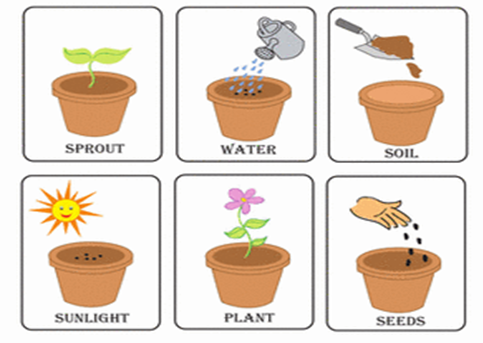 SPROUT
WATER
SOIL
SUNLIGHT
PLANT
SEEDS